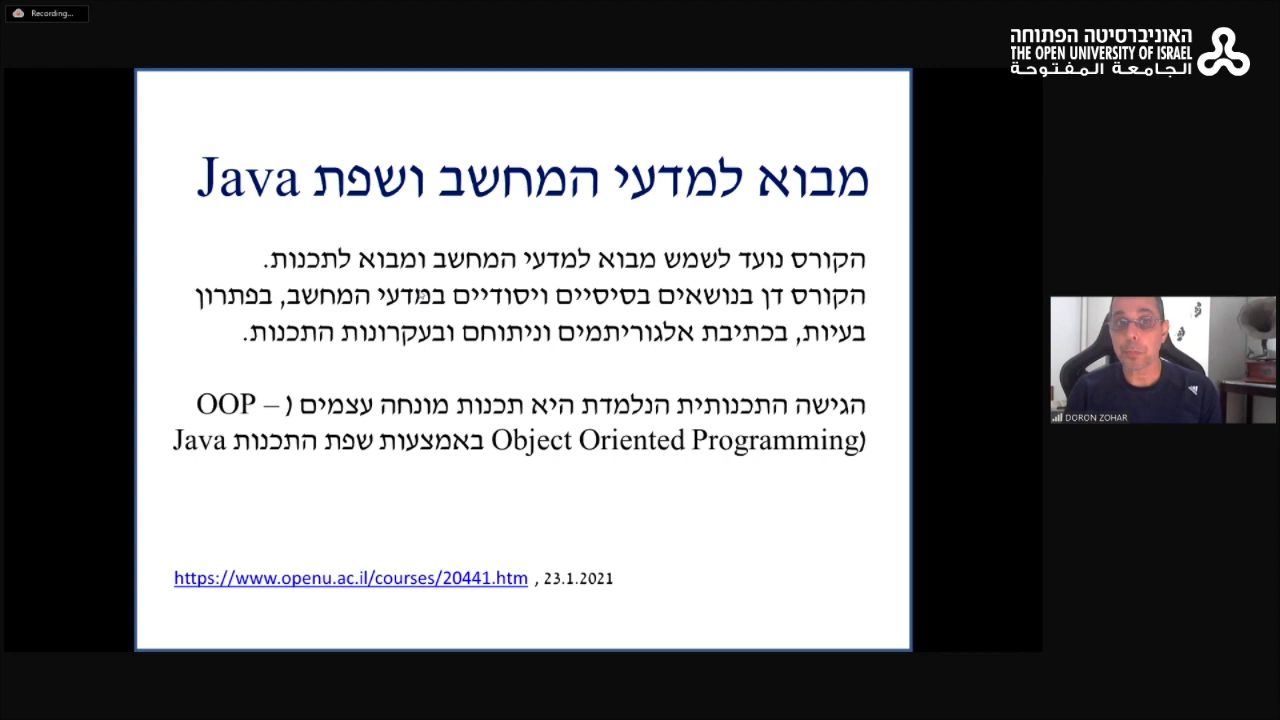 Recording...
האוניברסיטה הפתוחה
THE OPEN UNIVERSITY OF ISRAEL
الجامعة المفتوحة
מבוא למדעי המחשב ושפת Java
הקורס נועד לשמש מבוא למדעי המחשב ומבוא לתכנות.
הקורס דן בנושאים בסיסיים ויסודיים במדעי המחשב, בפתרון
בעיות, בכתיבת אלגוריתמים וניתוחם ובעקרונות התכנות.
הגישה התכנותית הנלמדת היא תכנות מונחה עצמים (OOP –
Object Oriented Programming) באמצעות שפת התכנות Java
https://www.openu.ac.il/courses/20441.htm , 23.1.2021
DORON ZOHAR